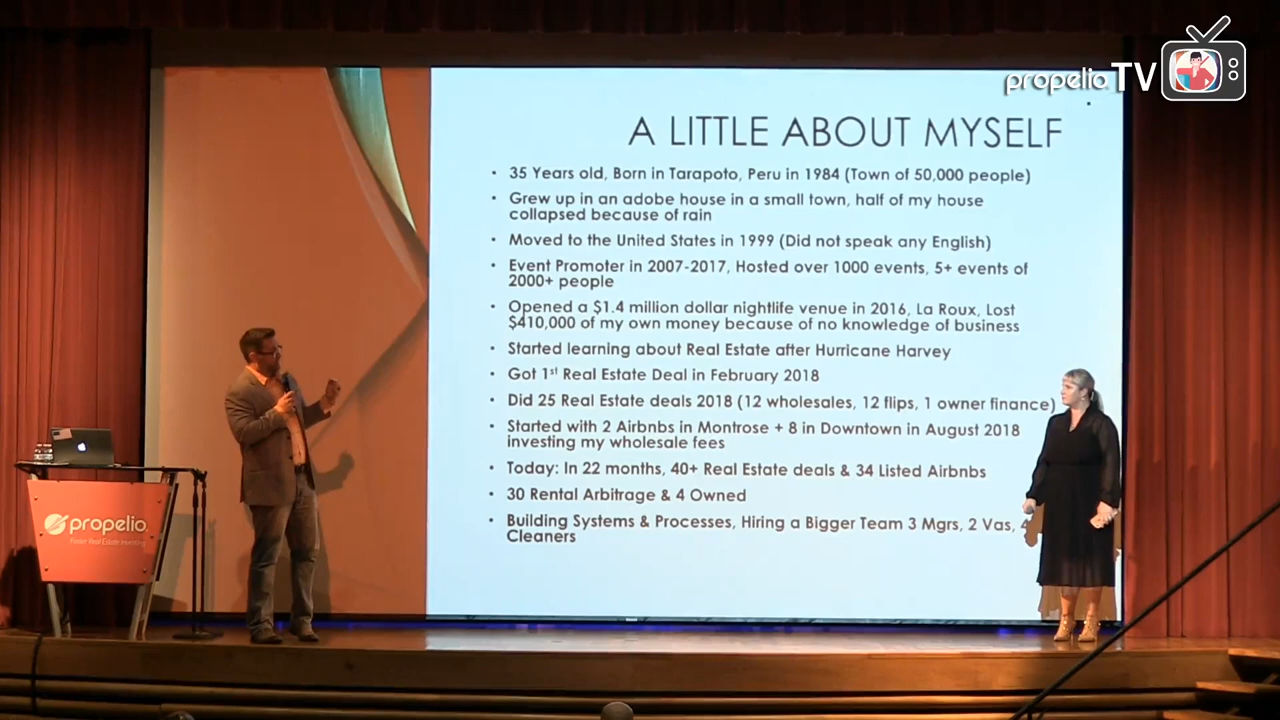 propelio TV
A LITTLE ABOUT MYSELF
• 35 Years old, Born in Tarapoto, Peru in 1984 (Town of 50,000 people)
• Grew up in an adobe house in a small town, half of my house
collapsed because of rain
• Moved to the United States in 1999 (Did not speak any English)
• Event Promoter in 2007-2017, Hosted over 1000 events, 5+ events of
2000+ people
• Opened a $1.4 million dollar nightlife venue in 2016, La Roux, Lost
$410,000 of my own money because of no knowledge of business
• Started learning about Real Estate after Hurricane Harvey
• Got 1st Real Estate Deal in February 2018
• Did 25 Real Estate deals 2018 (12 wholesales, 12 flips, 1 owner finance)
• Started with 2 Airbnbs in Montrose + 8 in Downtown in August 2018
investing my wholesale fees
• Today: In 22 months, 40+ Real Estate deals & 34 Listed Airbnbs
• 30 Rental Arbitrage & 4 Owned
• Building Systems & Processes, Hiring a Bigger Team 3 Mgrs, 2 Vas,
Cleaners
propelio.
Faster Real Estate Investing